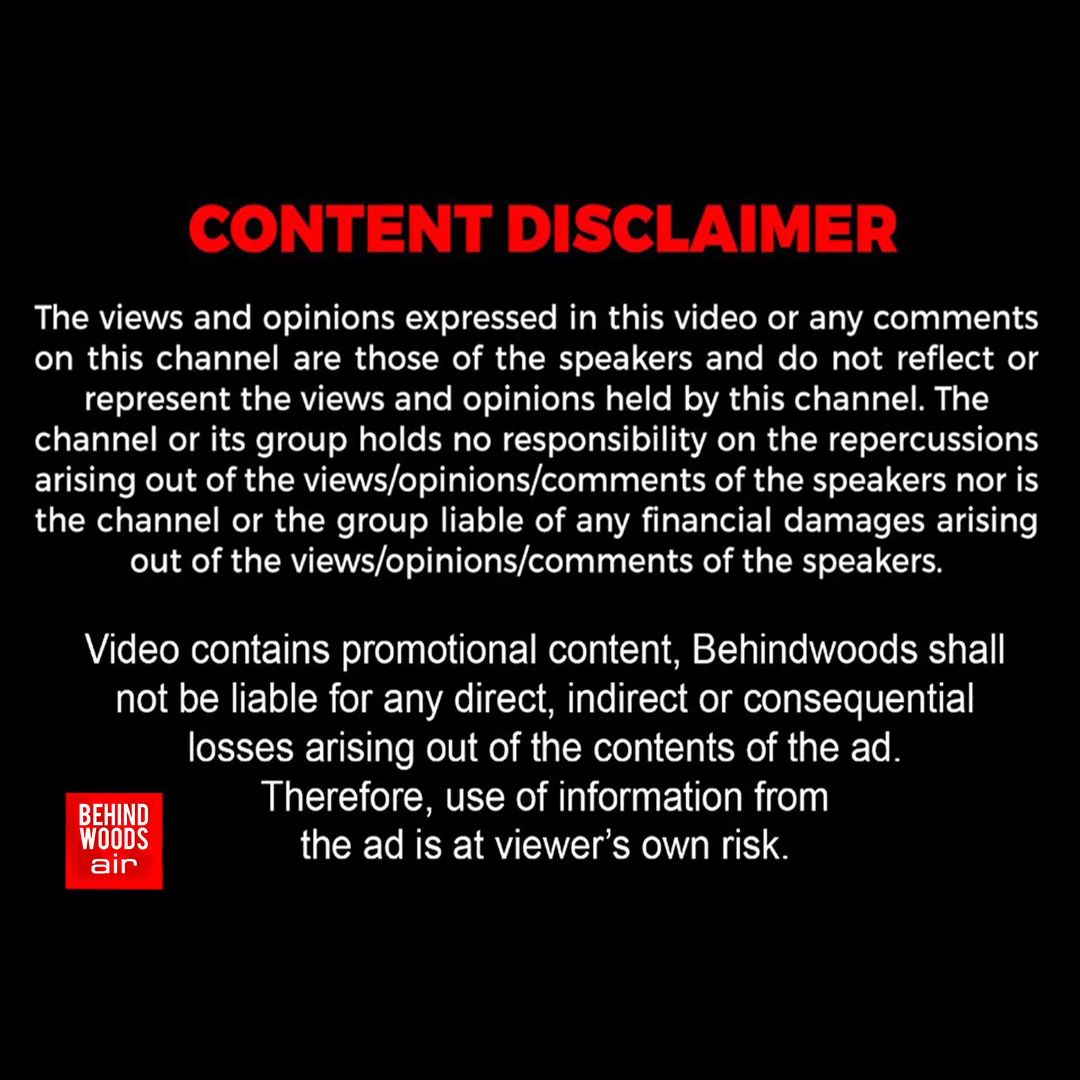 CONTENT DISCLAIMER
The views and opinions expressed in this video or any comments
on this channel are those of the speakers and do not reflect or
represent the views and opinions held by this channel. The
channel or its group holds no responsibility on the repercussions
arising out of the views/opinions/comments of the speakers nor is
the channel or the group liable of any financial damages arising
out of the views/opinions/comments of the speakers.
Video contains promotional content, Behindwoods shall
not be liable for any direct, indirect or consequential
losses arising out of the contents of the ad.
Therefore, use of information from
the ad is at viewer's own risk.
BEHIND
WOODS
air